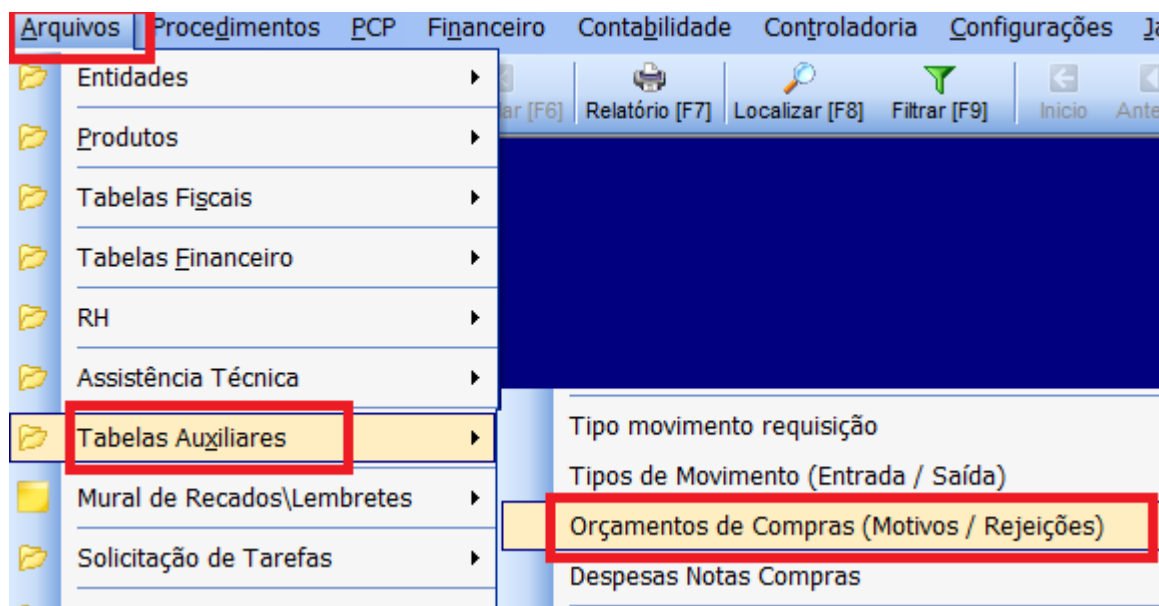 Arquivos Procedimentos PCP Financeiro Contabilidade Controladoria Configurações
Entidades
Relatório [F7] Localizar [F8] Filtrar [F9] Inicio
Produtos
Tabelas Fiscais
Tabelas Financeiro
RH
Assistência Técnica
Tabelas Auxiliares
Tipo movimento requisição
Tipos de Movimento (Entrada / Saída)
Mural de Recados\Lembretes
Orçamentos de Compras (Motivos / Rejeições)
Solicitação de Tarefas
Despesas Notas Compras